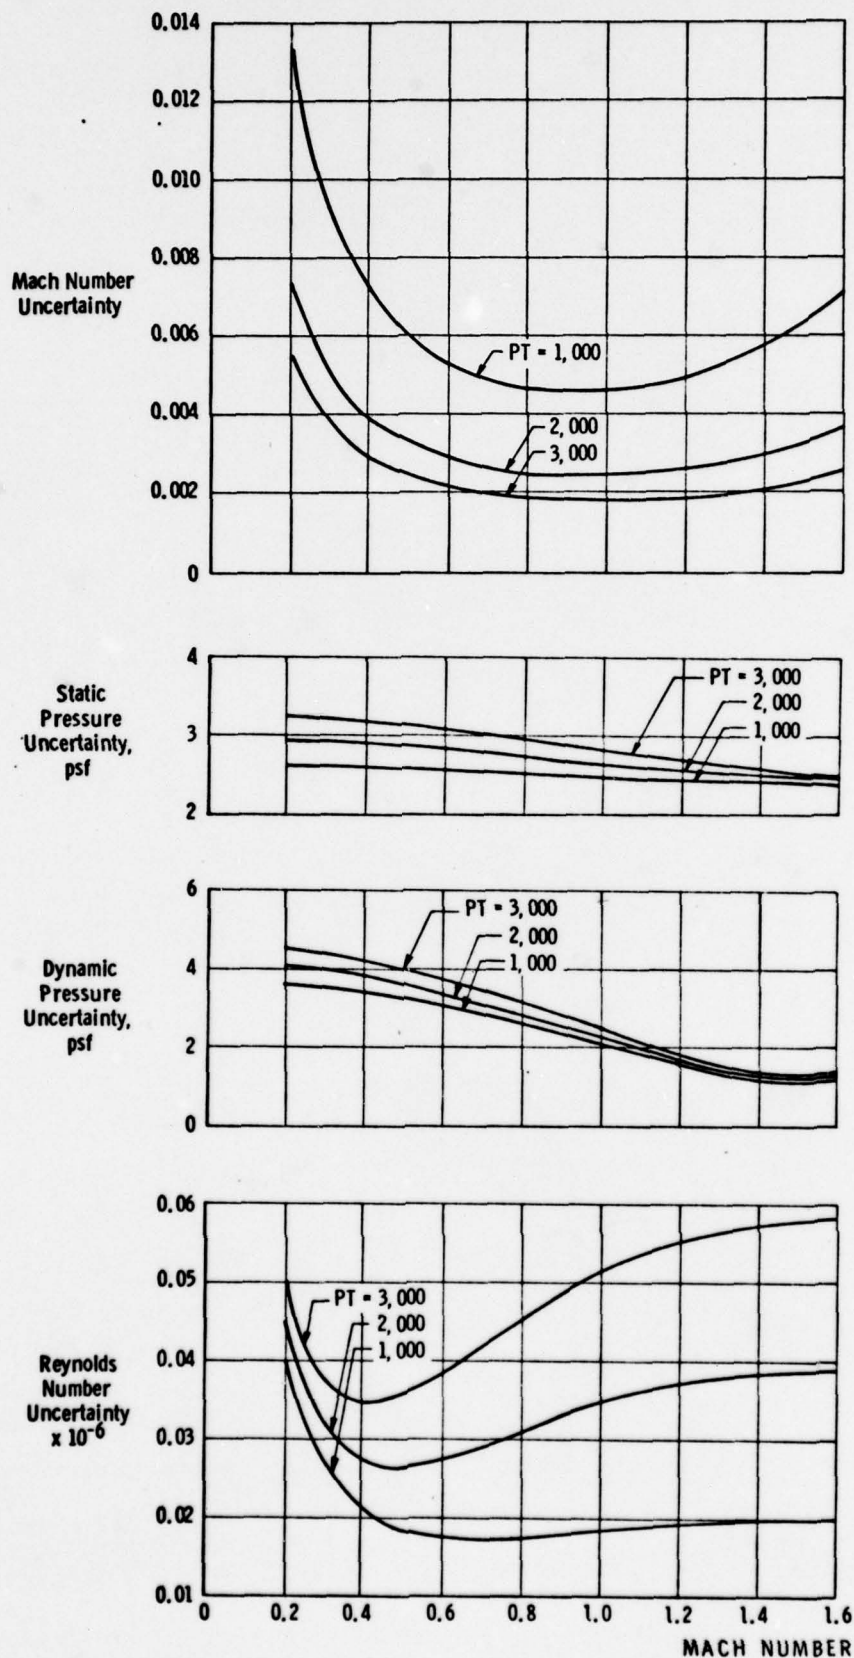 0.014
0.012
0.010
0.008
Mach Number
Uncertainty
0.006
PT = 1,000
0.004
2,000
3,000
0.002
0
4
Static
Pressure
Uncertainty,
psf
PT = 3,000
2,000
1,000
3
2
6
PT = 3,000
2,000
1,000
4
Dynamic
Pressure
Uncertainty,
psf
2
0
0.06
0.05
PT = 3,000
2,000
1,000
0.04
Reynolds
Number
Uncertainty
x 10⁻⁶
0.03
0.02
0.01
0 0.2 0.4 0.6 0.8 1.0 1.2 1.4 1.6
MACH NUMBER